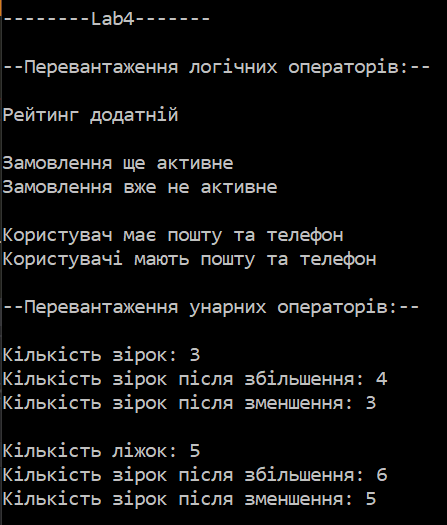 --------Lab4-------
--Перевантаження логічних операторів:--
Рейтинг додатній
Замовлення ще активне
Замовлення вже не активне
Користувач має пошту та телефон
Користувачі мають пошту та телефон
--Перевантаження унарних операторів:--
Кількість зірок: 3
Кількість зірок після збільшення: 4
Кількість зірок після зменшення: 3
Кількість ліжок: 5
Кількість зірок після збільшення: 6
Кількість зірок після зменшення: 5